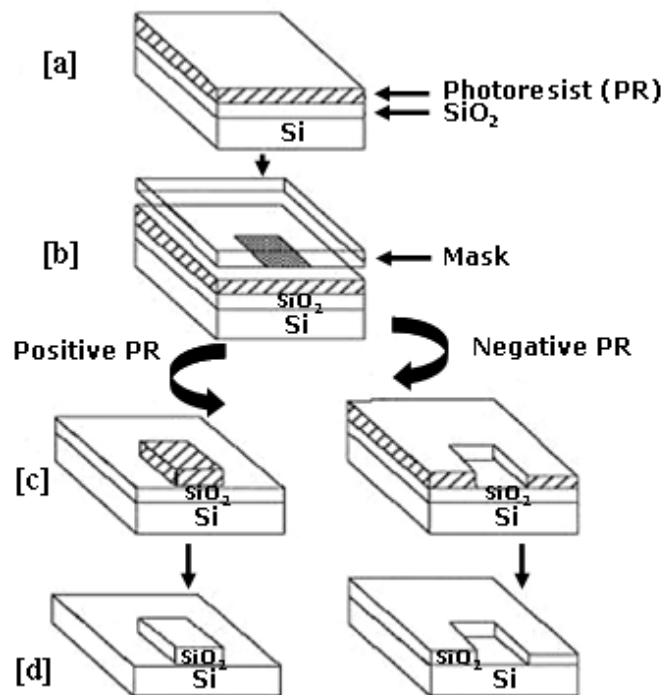 [a]
Photoresist (PR)
SiO₂
Si
[b]
Mask
SiO₂
Si
Positive PR
Negative PR
[c]
SiO₂
Si
SiO₂
Si
[d]
SiO₂
Si
SiO₂
Si